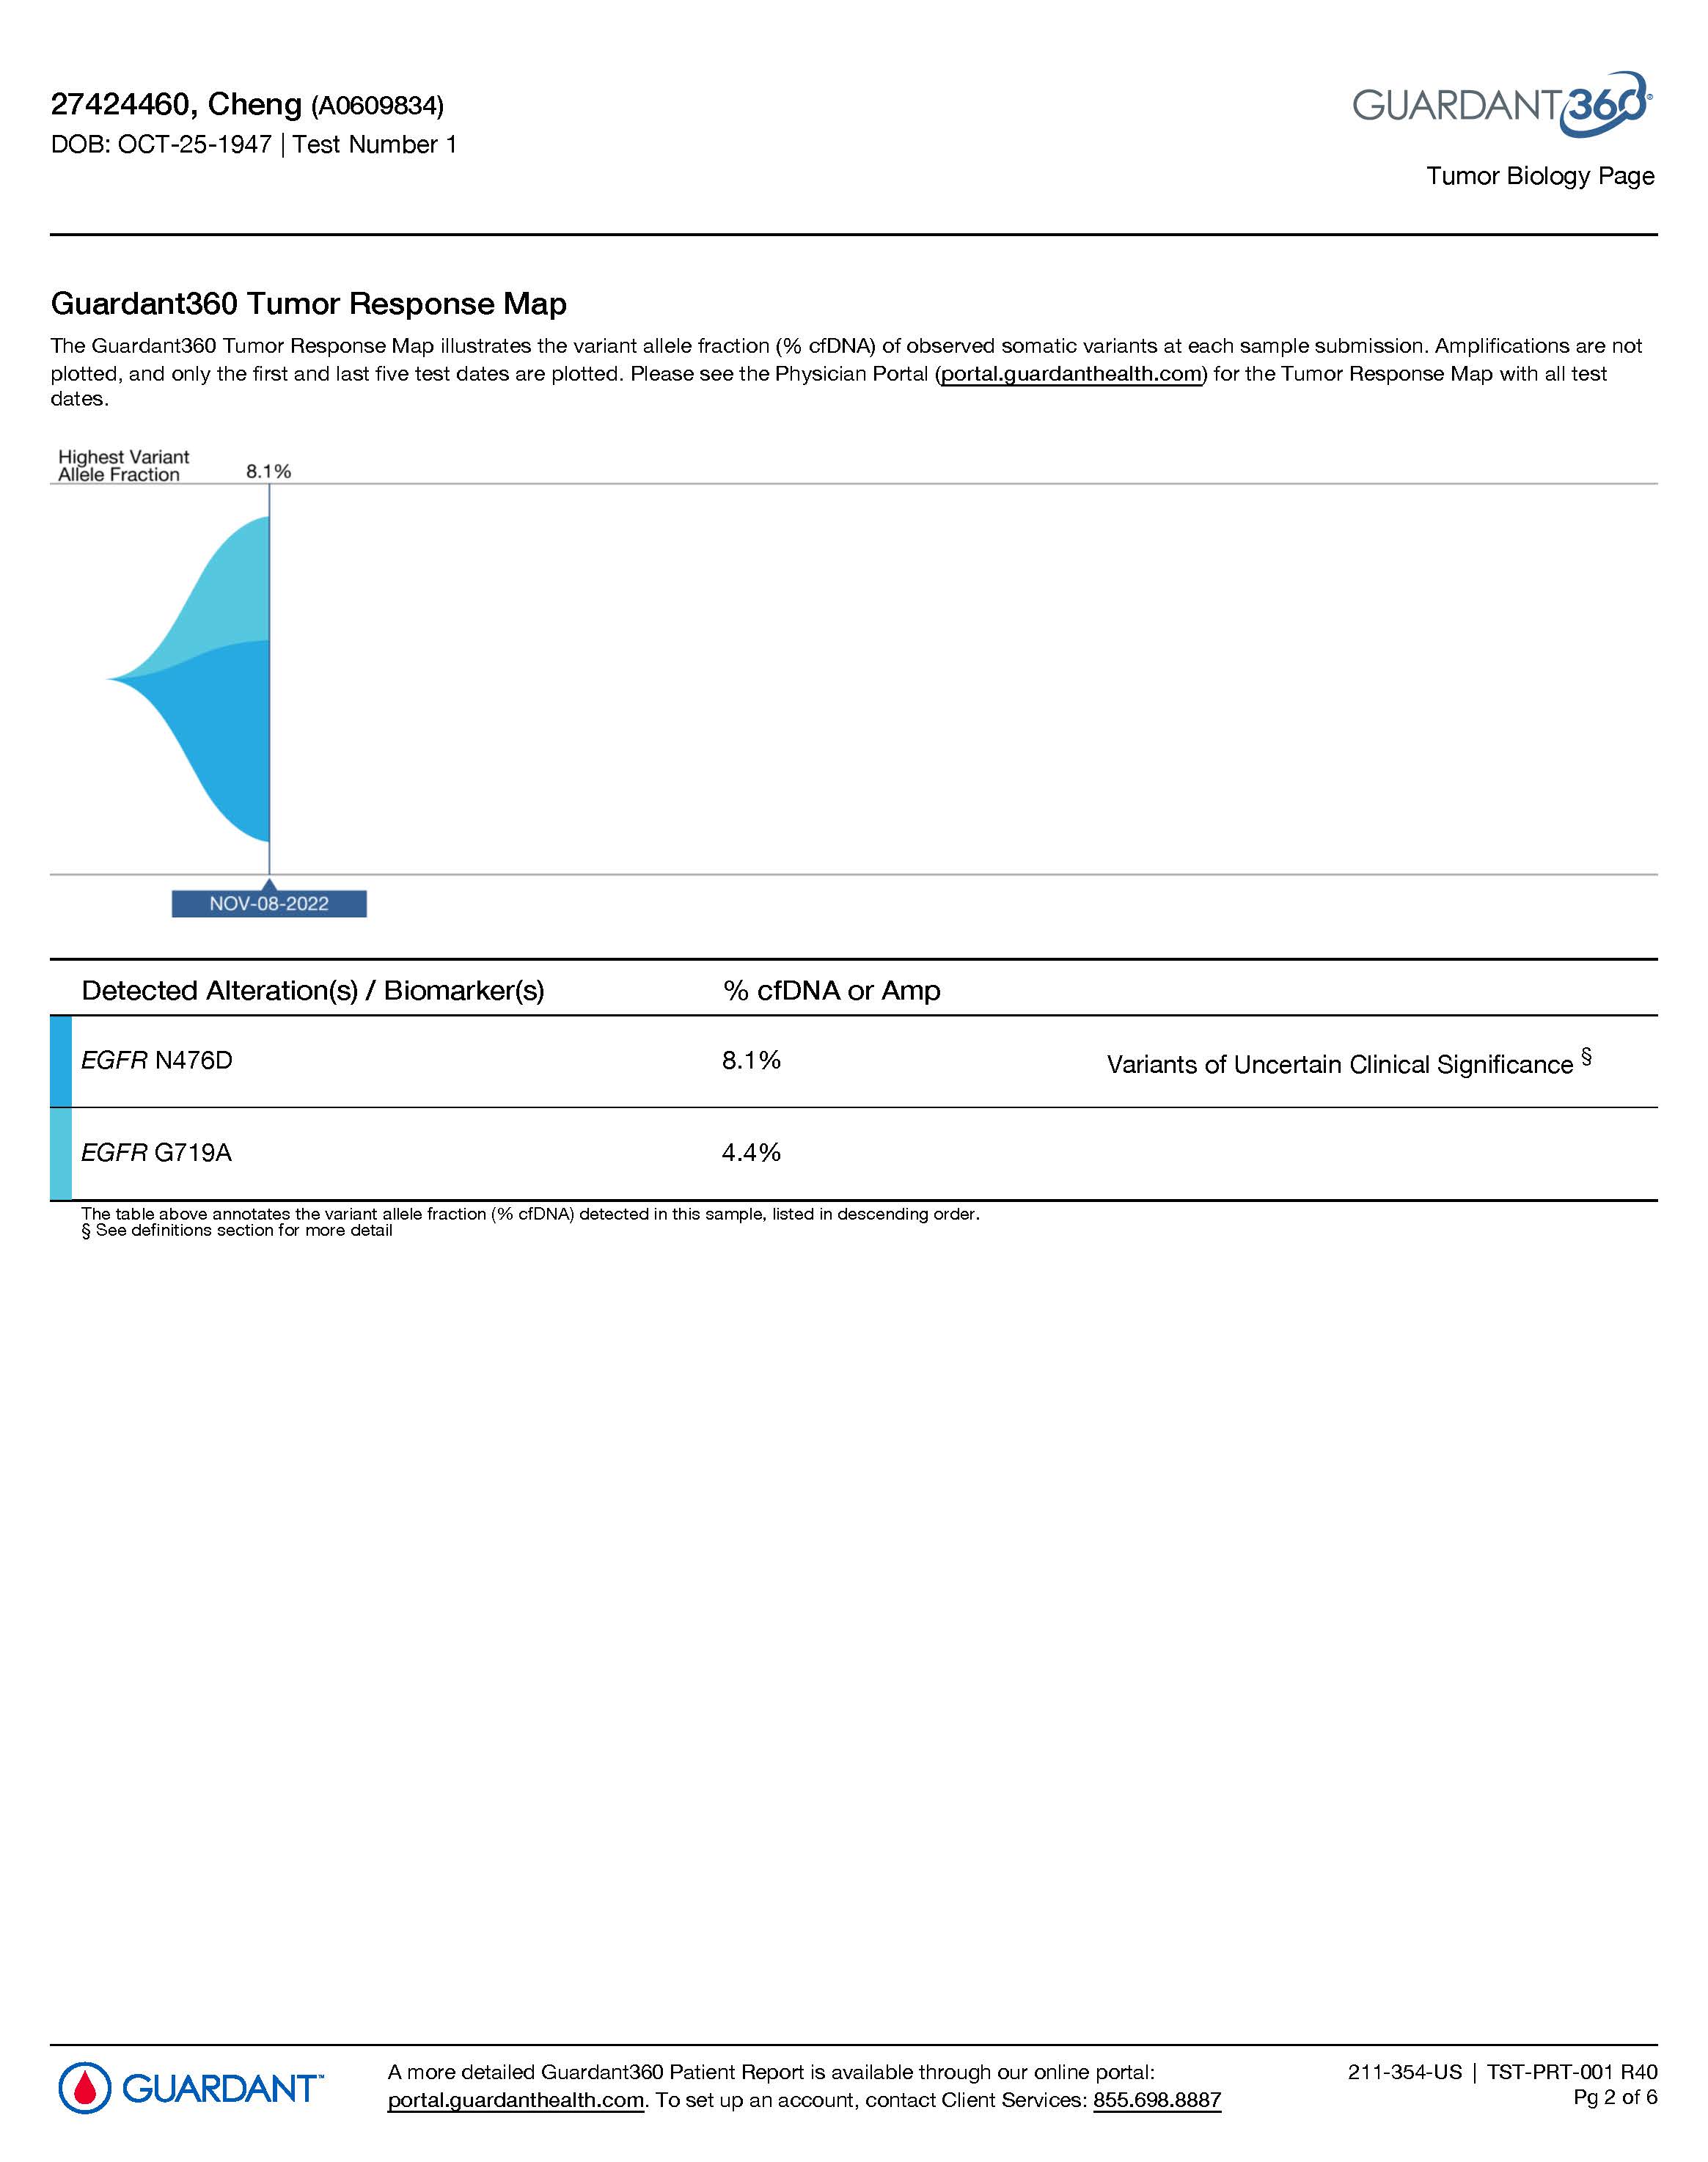 27424460, Cheng (A0609834)
DOB: OCT-25-1947 | Test Number 1
GUARDANT360®
Tumor Biology Page
Guardant360 Tumor Response Map
The Guardant360 Tumor Response Map illustrates the variant allele fraction (% cfDNA) of observed somatic variants at each sample submission. Amplifications are not
plotted, and only the first and last five test dates are plotted. Please see the Physician Portal (portal.guardanthealth.com) for the Tumor Response Map with all test
dates.
Highest Variant
Allele Fraction 8.1%
NOV-08-2022
Detected Alteration(s) / Biomarker(s) % cfDNA or Amp
EGFR N476D 8.1% Variants of Uncertain Clinical Significance §
EGFR G719A 4.4%
The table above annotates the variant allele fraction (% cfDNA) detected in this sample, listed in descending order.
§ See definitions section for more detail
GUARDANT™
A more detailed Guardant360 Patient Report is available through our online portal:
portal.guardanthealth.com. To set up an account, contact Client Services: 855.698.8887
211-354-US | TST-PRT-001 R40
Pg 2 of 6